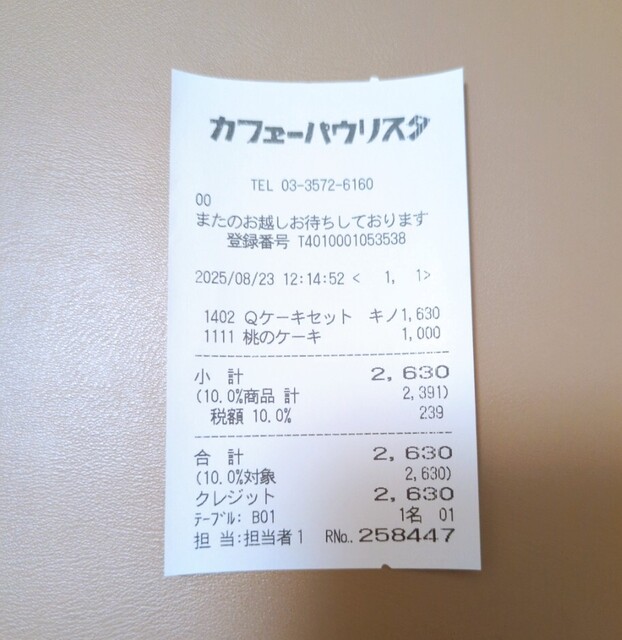 カフヱーパウリスタ
TEL 03-3572-6160
00
またのお越しお待ちしております
登録番号 T4010001053538
2025/08/23 12:14:52 < 1, 1>
1402 Qケーキセット キノ1,630
1111 桃のケーキ 1,000
小 計 2,630
(10.0%商品 計 2,391)
税額 10.0% 239
合 計 2,630
(10.0%対象 2,630)
クレジット 2,630
ﾃｰﾌﾞﾙ: B01 1名 01
担 当:担当者1 RNo. 258447